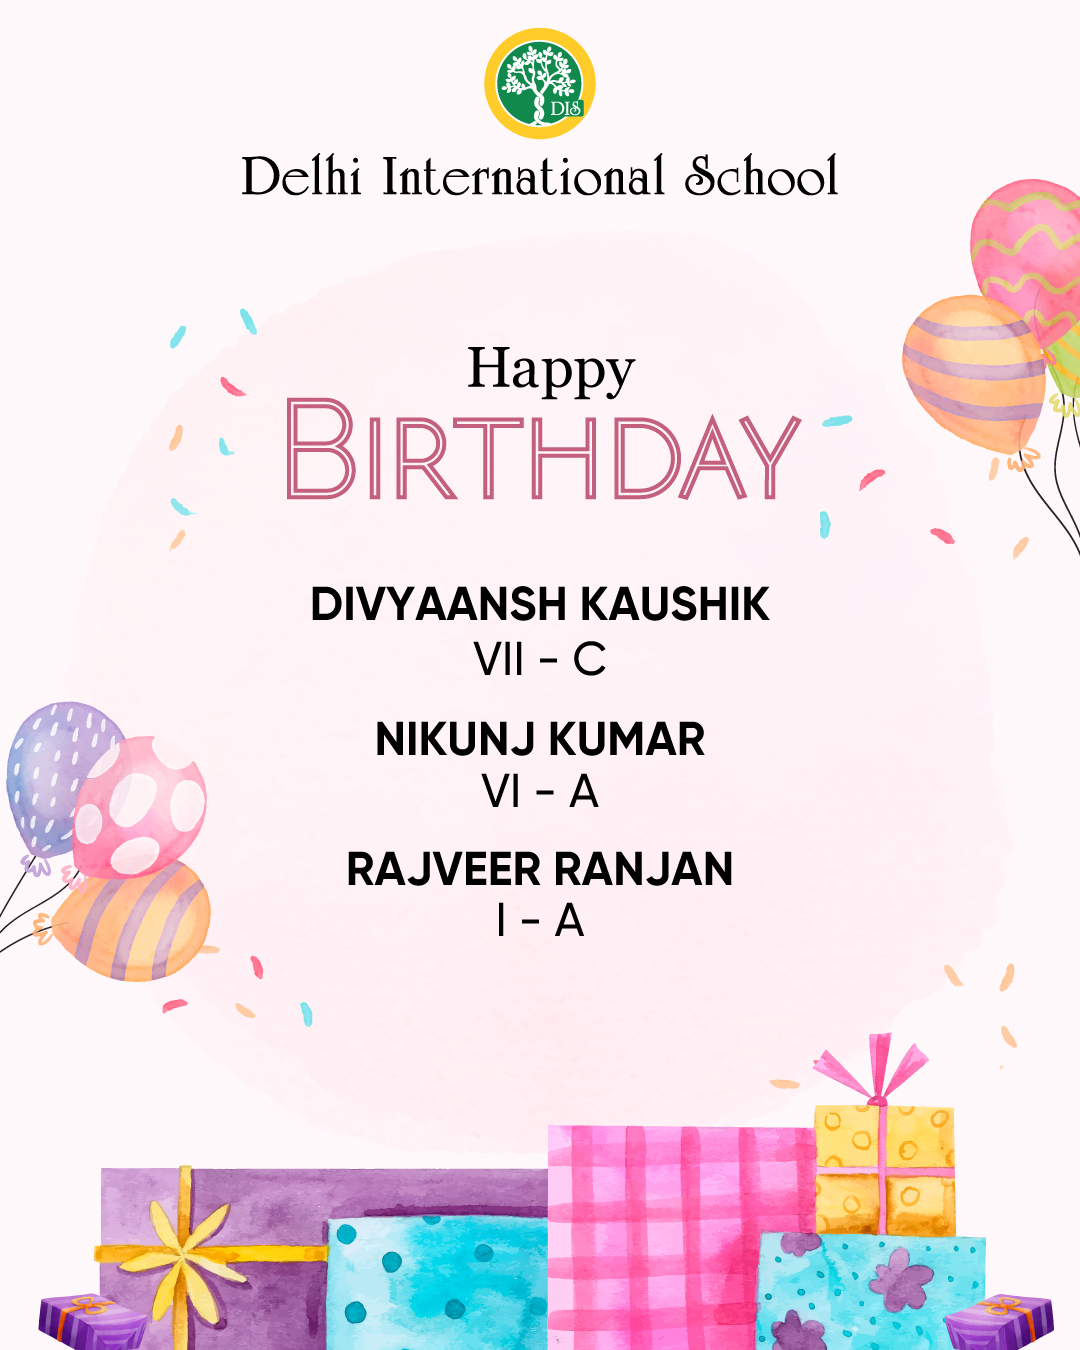 DIS
Delhi International School
Happy
BIRTHDAY
DIVYAANSH KAUSHIK
VII - C
NIKUNJ KUMAR
VI - A
RAJVEER RANJAN
I - A